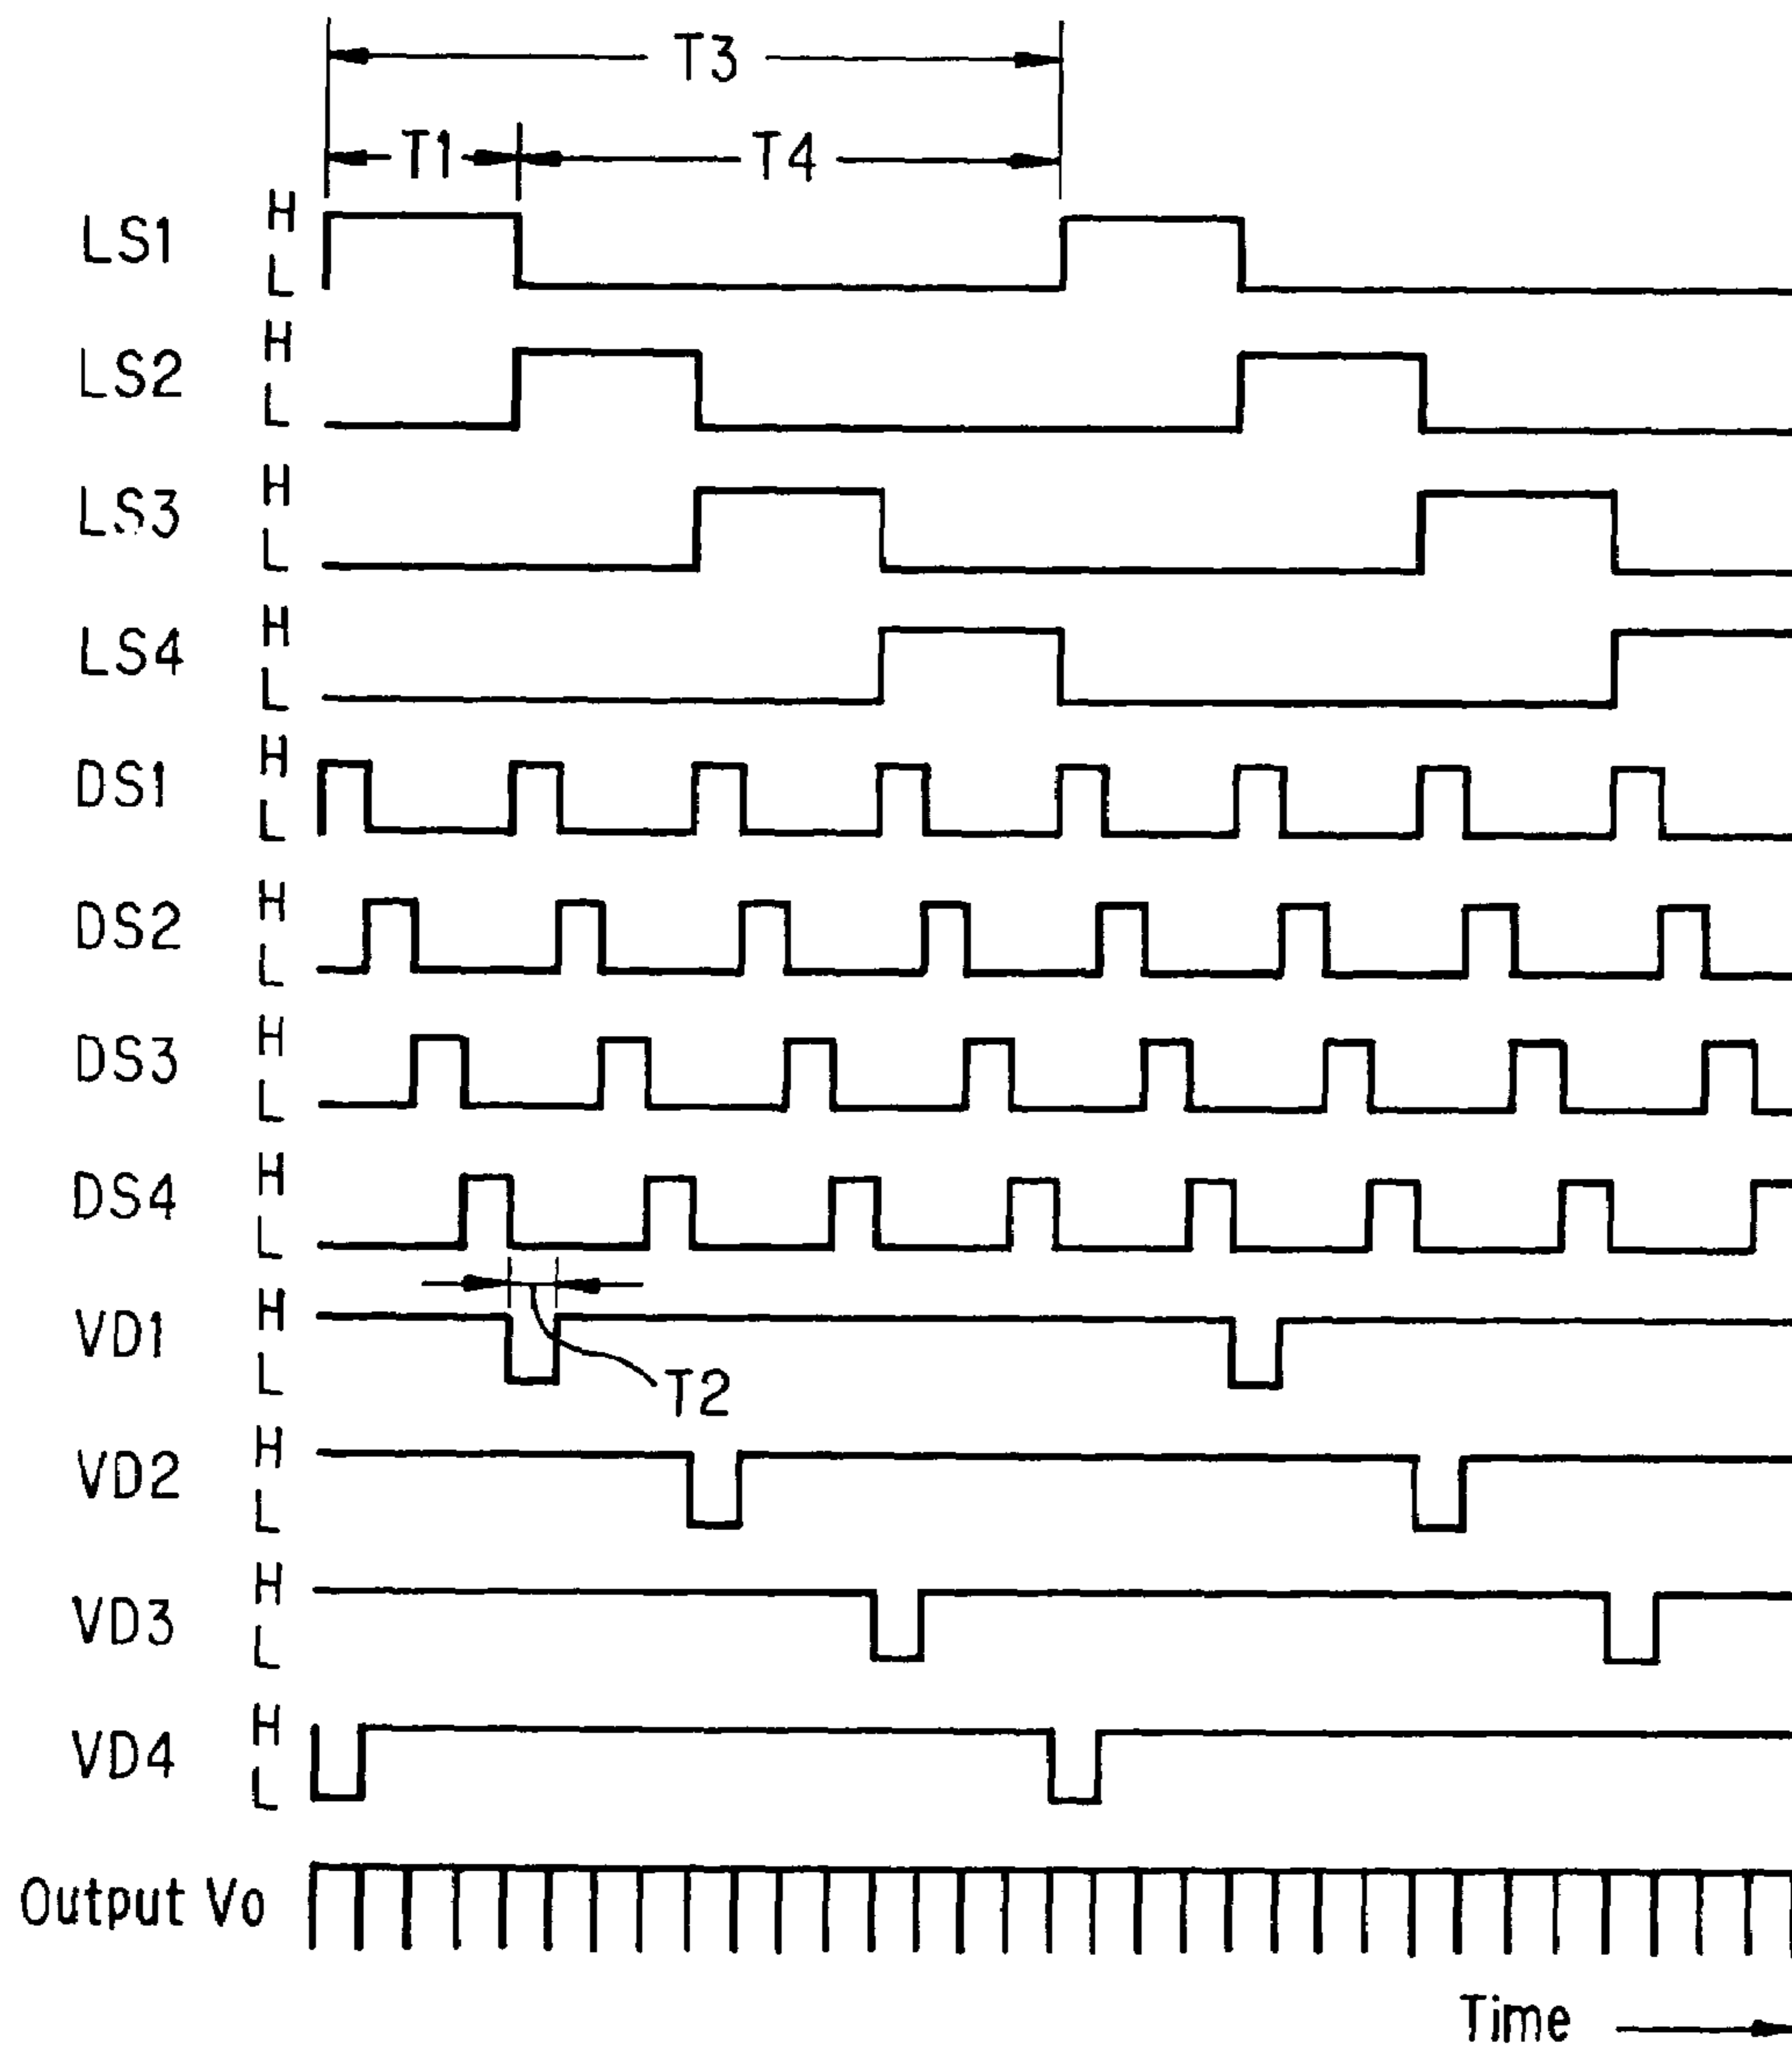 T3
T1 T4
LS1 H L
LS2 H L
LS3 H L
LS4 H L
DS1 H L
DS2 H L
DS3 H L
DS4 H L
VD1 H L
T2
VD2 H L
VD3 H L
VD4 H L
Output Vo
Time